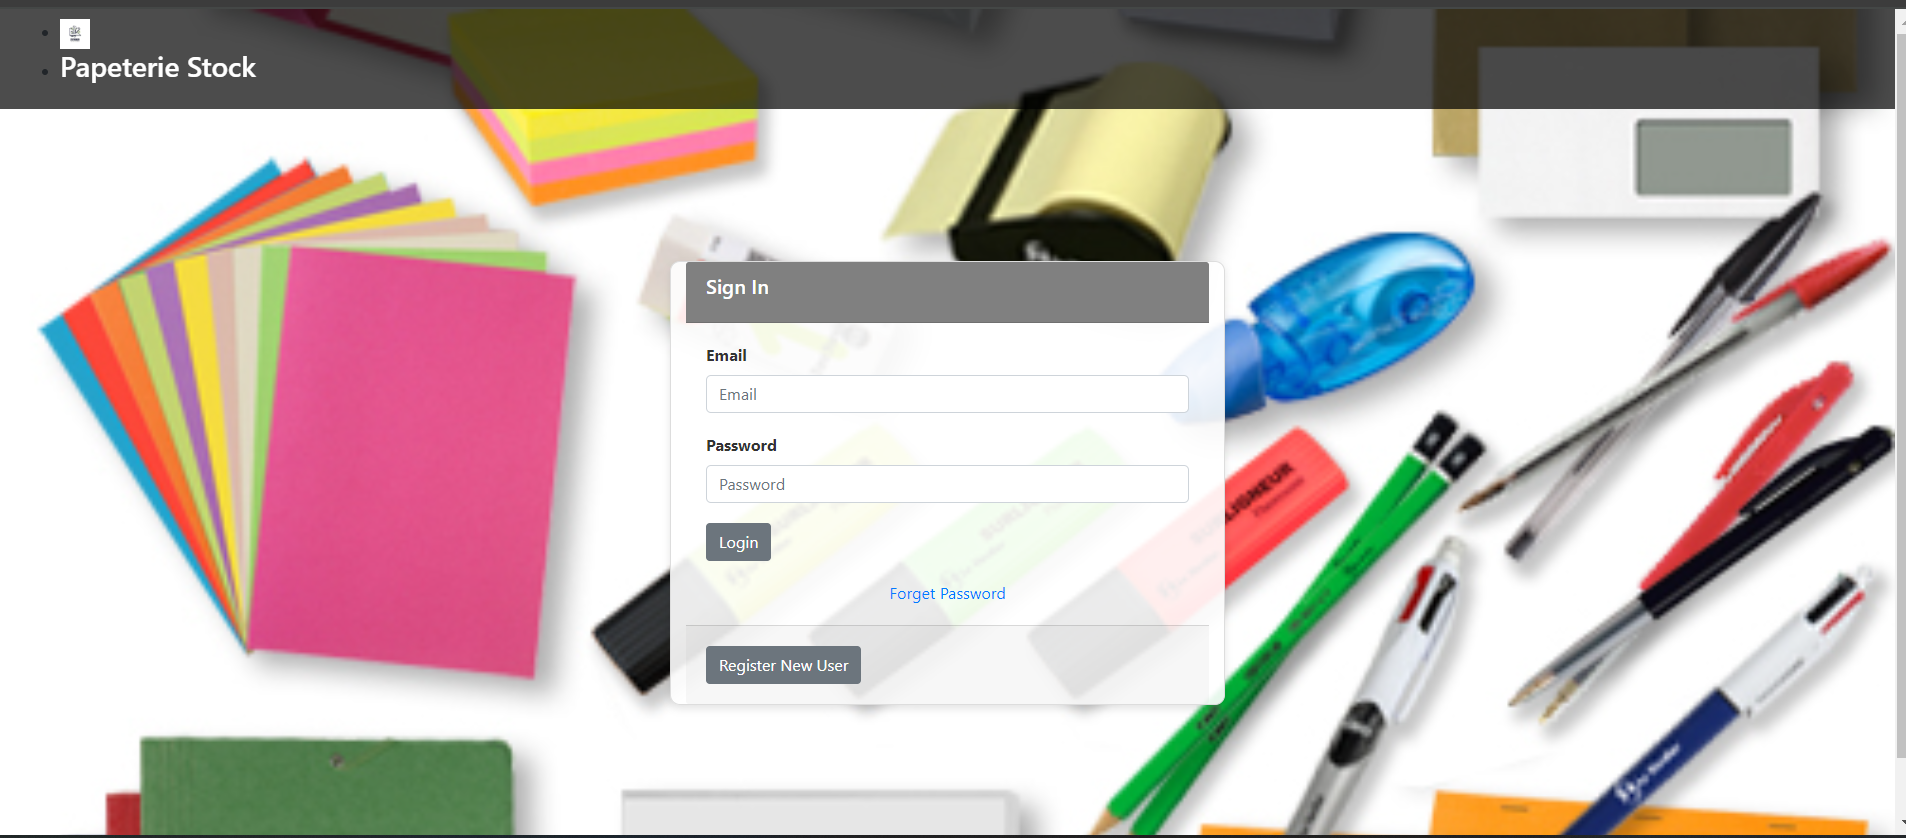 Papeterie Stock
Sign In
Email
Email
Password
Password
Login
Forget Password
Register New User